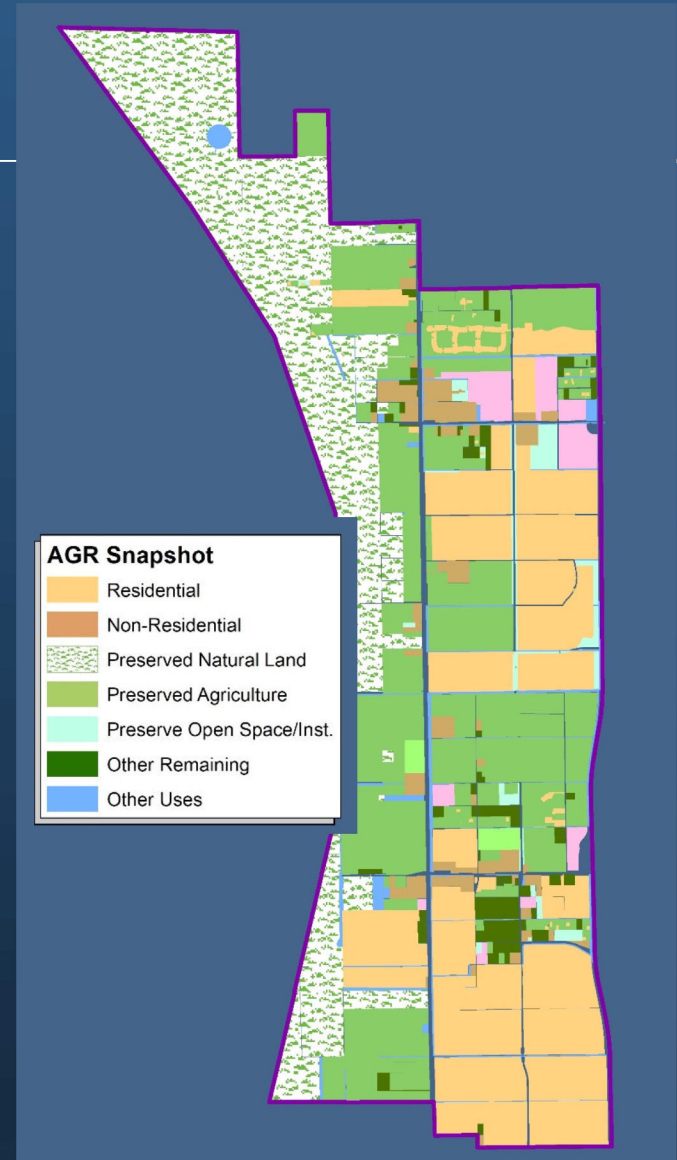 AGR Snapshot
Residential
Non-Residential
Preserved Natural Land
Preserved Agriculture
Preserve Open Space/Inst.
Other Remaining
Other Uses